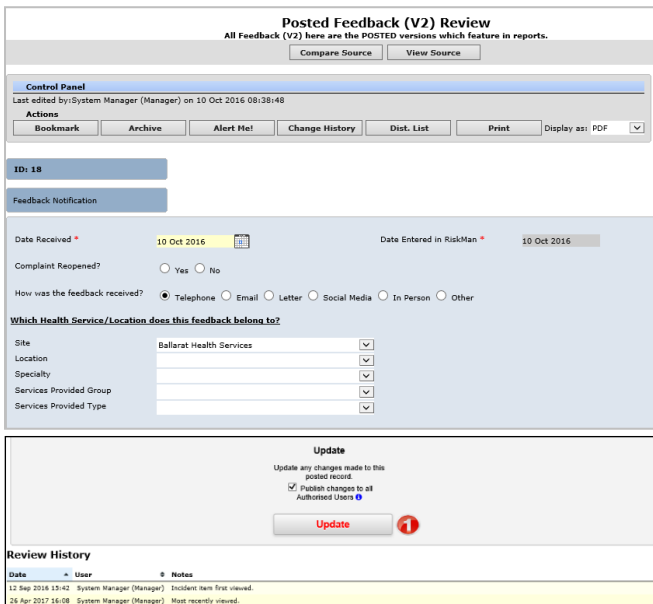 Posted Feedback (V2) Review
All Feedback (V2) here are the POSTED versions which feature in reports.
Compare Source View Source
Control Panel
Last edited by:System Manager (Manager) on 10 Oct 2016 08:38:48
Actions
Bookmark Archive Alert Me! Change History Dist. List Print Display as: PDF
ID: 18
Feedback Notification
Date Received * 10 Oct 2016 Date Entered in RiskMan * 10 Oct 2016
Complaint Reopened? Yes No
How was the feedback received? Telephone Email Letter Social Media In Person Other
Which Health Service/Location does this feedback belong to?
Site Ballarat Health Services
Location
Specialty
Services Provided Group
Services Provided Type
Update
Update any changes made to this
posted record.
Publish changes to all
Authorised Users
Update 1
Review History
Date User Notes
12 Sep 2016 15:42 System Manager (Manager) Incident item first viewed.
26 Apr 2017 16:08 System Manager (Manager) Most recently viewed.